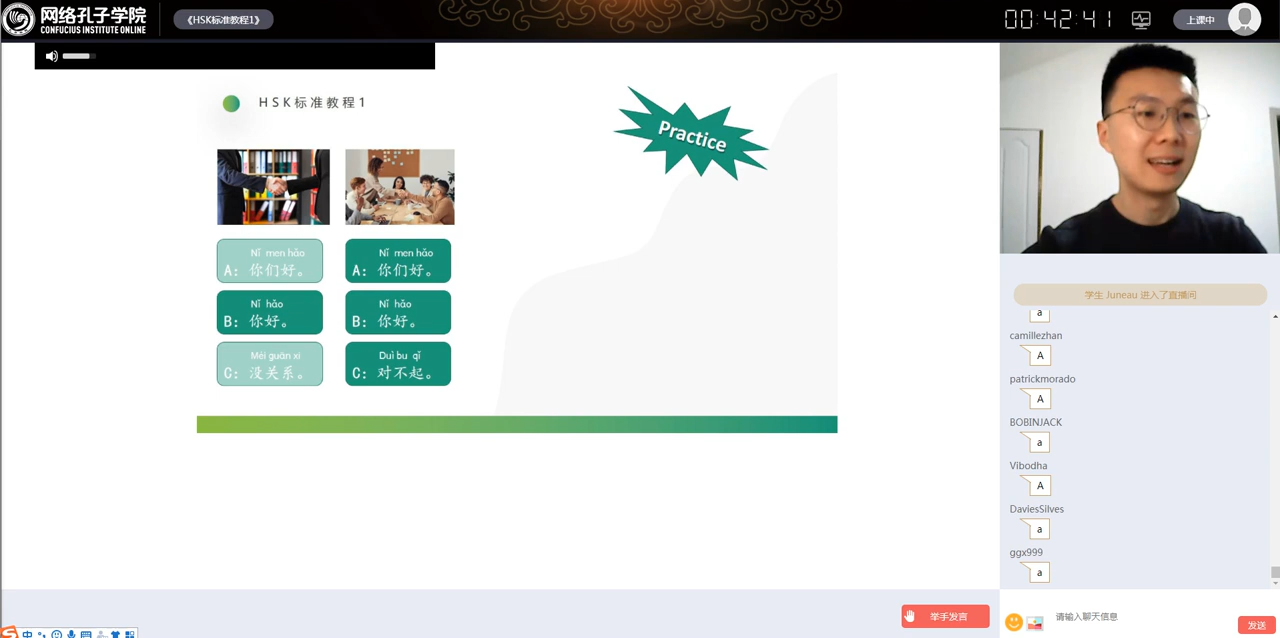 网络孔子学院
CONFUCIUS INSTITUTE ONLINE
《HSK标准教程1》
00:42:41
上课中
HSK标准教程1
Practice
Nǐ men hǎo
A：你们好。
Nǐ hǎo
B：你好。
Méi guān xi
C：没关系。
Nǐ men hǎo
A：你们好。
Nǐ hǎo
B：你好。
Duì bu qǐ
C：对不起。
学生 Juneau 进入了直播间
a
camillezhan
A
patrickmorado
A
BOBINJACK
a
Vibodha
A
DaviesSilves
a
ggx999
a
举手发言
请输入聊天信息
发送
中